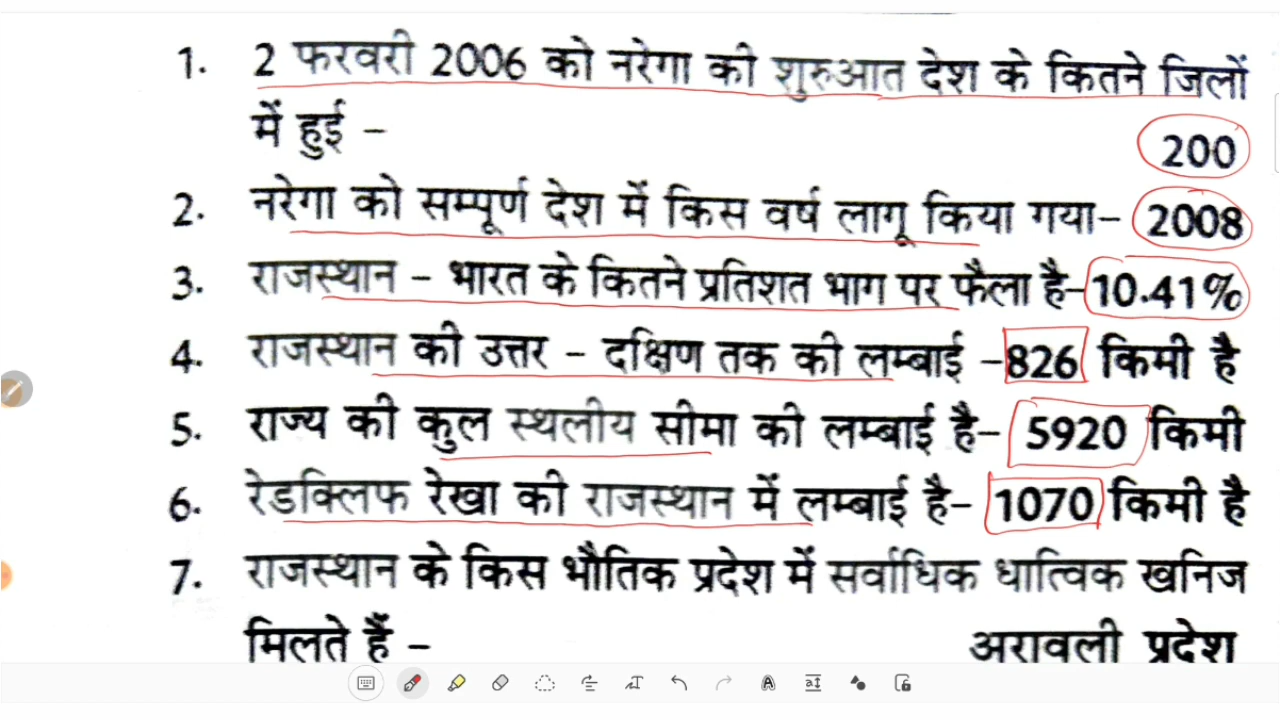 1. 2 फरवरी 2006 को नरेगा की शुरुआत देश के कितने जिलों
में हुई – 200
2. नरेगा को सम्पूर्ण देश में किस वर्ष लागू किया गया– 2008
3. राजस्थान – भारत के कितने प्रतिशत भाग पर फैला है–10.41%
4. राजस्थान की उत्तर – दक्षिण तक की लम्बाई –826 किमी है
5. राज्य की कुल स्थलीय सीमा की लम्बाई है– 5920 किमी
6. रेडक्लिफ रेखा की राजस्थान में लम्बाई है– 1070 किमी है
7. राजस्थान के किस भौतिक प्रदेश में सर्वाधिक धात्विक खनिज
मिलते हैं – अरावली प्रदेश